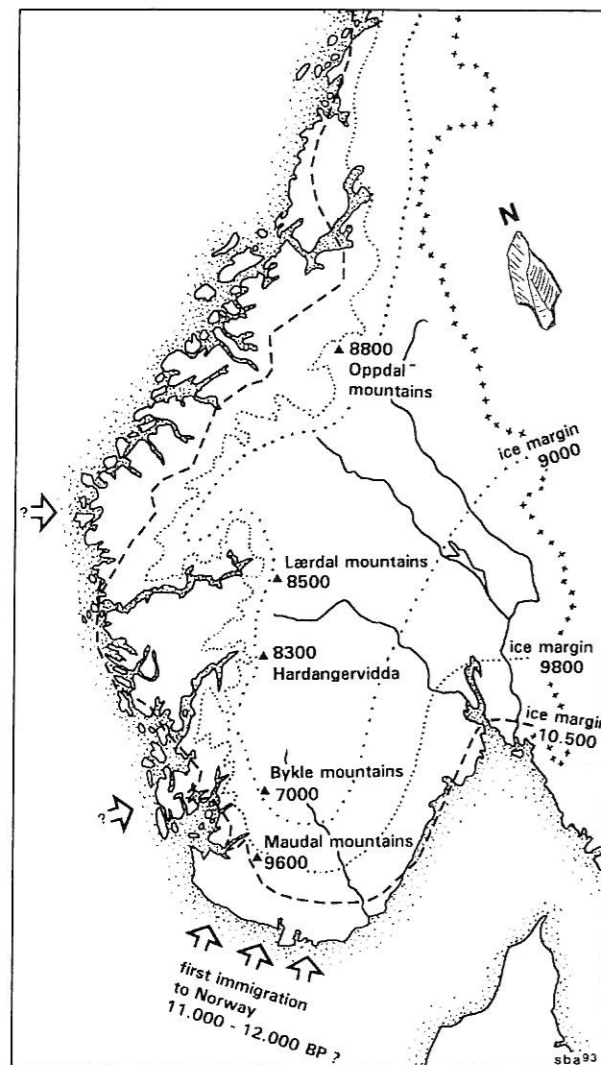 N
8800
Oppdal
mountains
ice margin
9000
?
Lærdal mountains
8500
8300
Hardangervidda
ice margin
9800
ice margin
10.500
Bykle mountains
7000
?
Maudal mountains
9600
first immigration
to Norway
11.000 - 12.000 BP ?
sba93